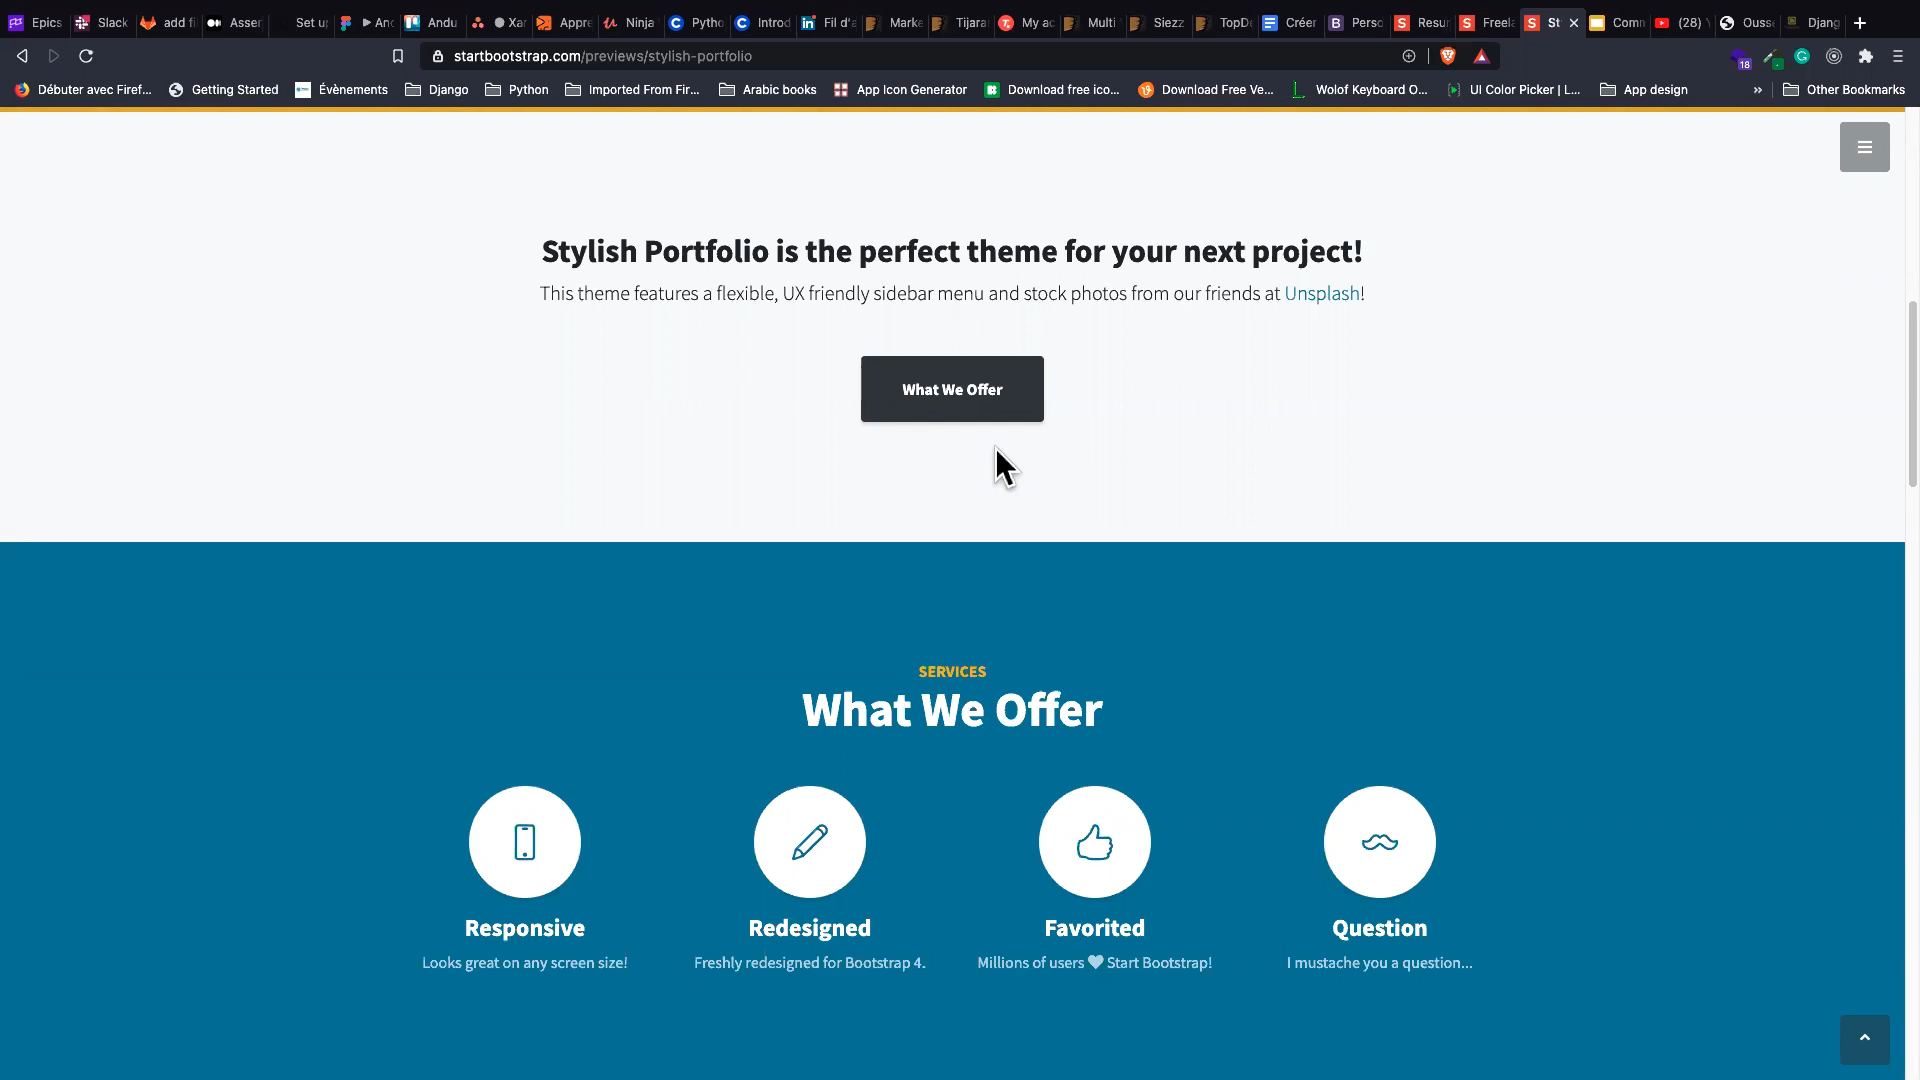 Epics
Slack
add fi
Asser
Set u
Anc
Andu
Xar
Appre
Ninja
Pytho
Introd
Fil d'a
Marke
Tijara
My ac
Multi
Siezz
TopDe
Créer
Perso
Resur
Freela
St
Comm
(28)
Ousse
Djang
startbootstrap.com/previews/stylish-portfolio
18
Débuter avec Firef...
Getting Started
Évènements
Django
Python
Imported From Fir...
Arabic books
App Icon Generator
Download free ico...
Download Free Ve...
Wolof Keyboard O...
UI Color Picker | L...
App design
»
Other Bookmarks
Stylish Portfolio is the perfect theme for your next project!
This theme features a flexible, UX friendly sidebar menu and stock photos from our friends at Unsplash!
What We Offer
SERVICES
What We Offer
Responsive
Redesigned
Favorited
Question
Looks great on any screen size!
Freshly redesigned for Bootstrap 4.
Millions of users ♥ Start Bootstrap!
I mustache you a question...